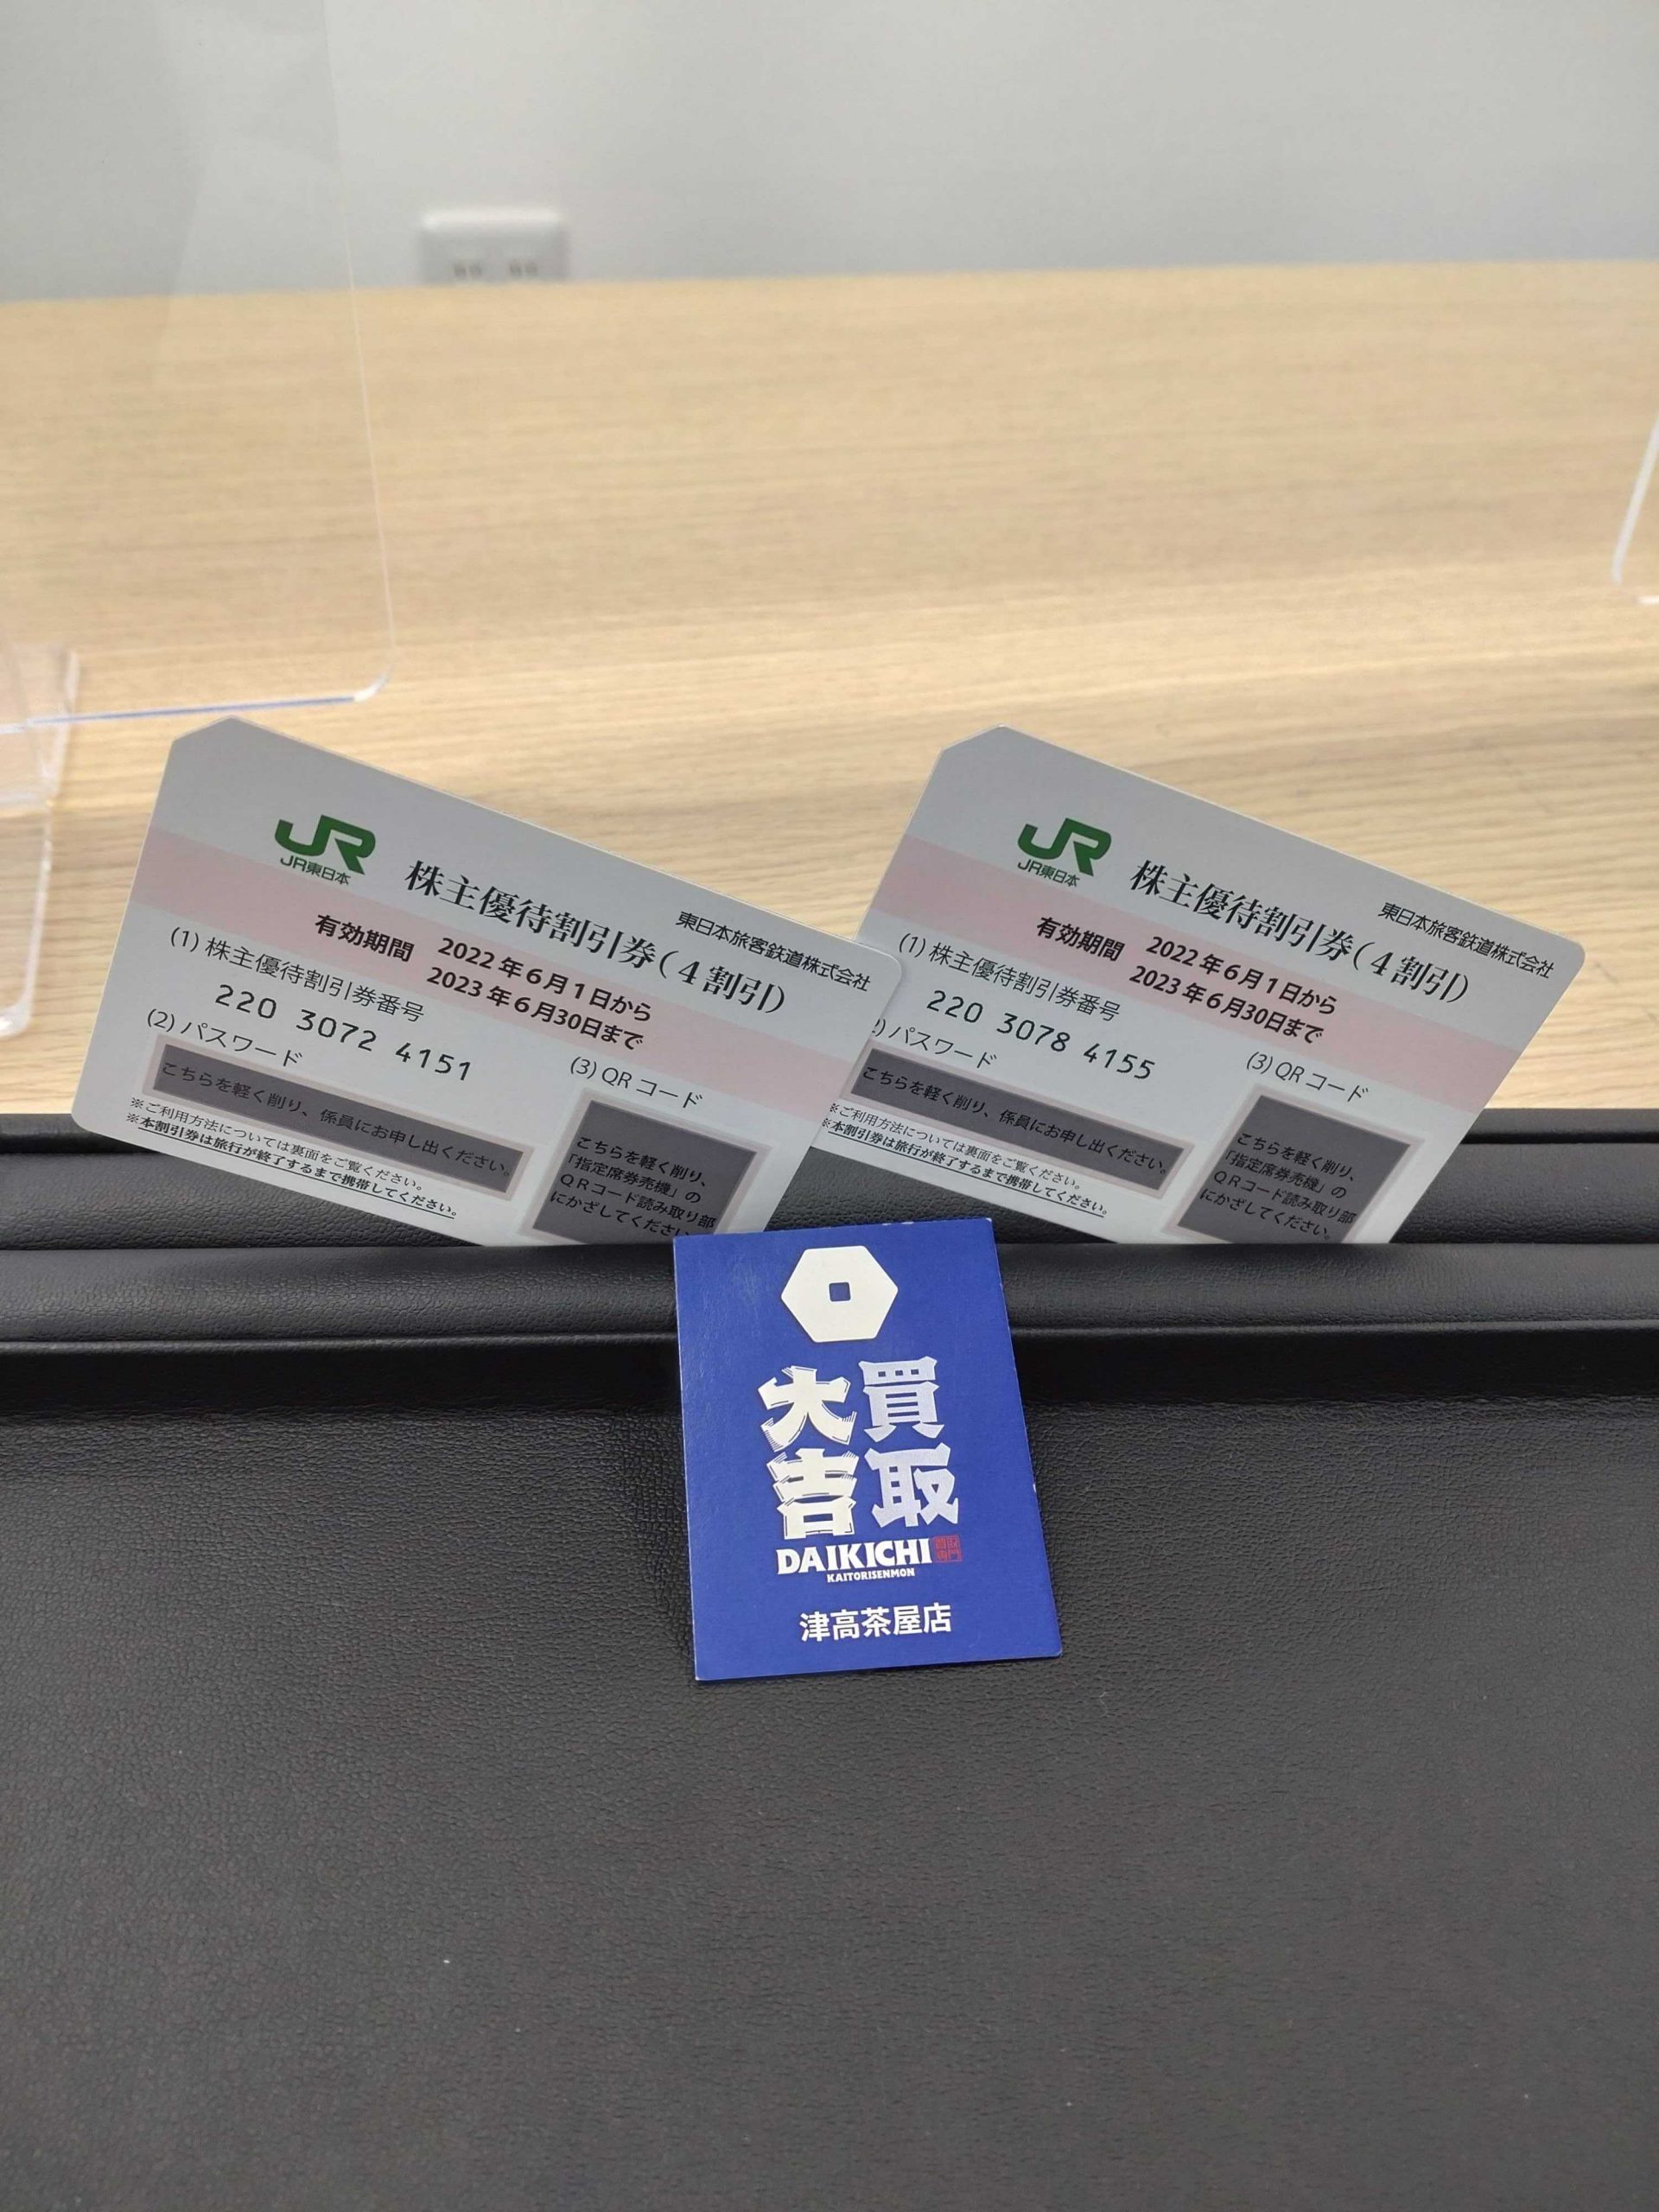 JR
JR東日本
株主優待割引券(4割引)
東日本旅客鉄道株式会社
有効期間 2022年6月1日から
2023年6月30日まで
(1) 株主優待割引券番号
220 3072 4151
(2) パスワード
こちらを軽く削り、係員にお申し出ください。
(3) QRコード
こちらを軽く削り、
「指定席券売機」の
QRコード読み取り部
にかざしてください
※ご利用方法については裏面をご覧ください。
※本割引券は旅行が終了するまで携帯してください。
JR
JR東日本
株主優待割引券(4割引)
東日本旅客鉄道株式会社
有効期間 2022年6月1日から
2023年6月30日まで
(1) 株主優待割引券番号
220 3078 4155
パスワード
こちらを軽く削り、係員にお申し出ください。
(3) QRコード
こちらを軽く削り、
「指定席券売機」の
QRコード読み取り部
にかざしてください。
※ご利用方法については裏面をご覧ください。
※本割引券は旅行が終了するまで携帯してください。
買取
大吉
DAIKICHI
KAITORISENMON
津高茶屋店